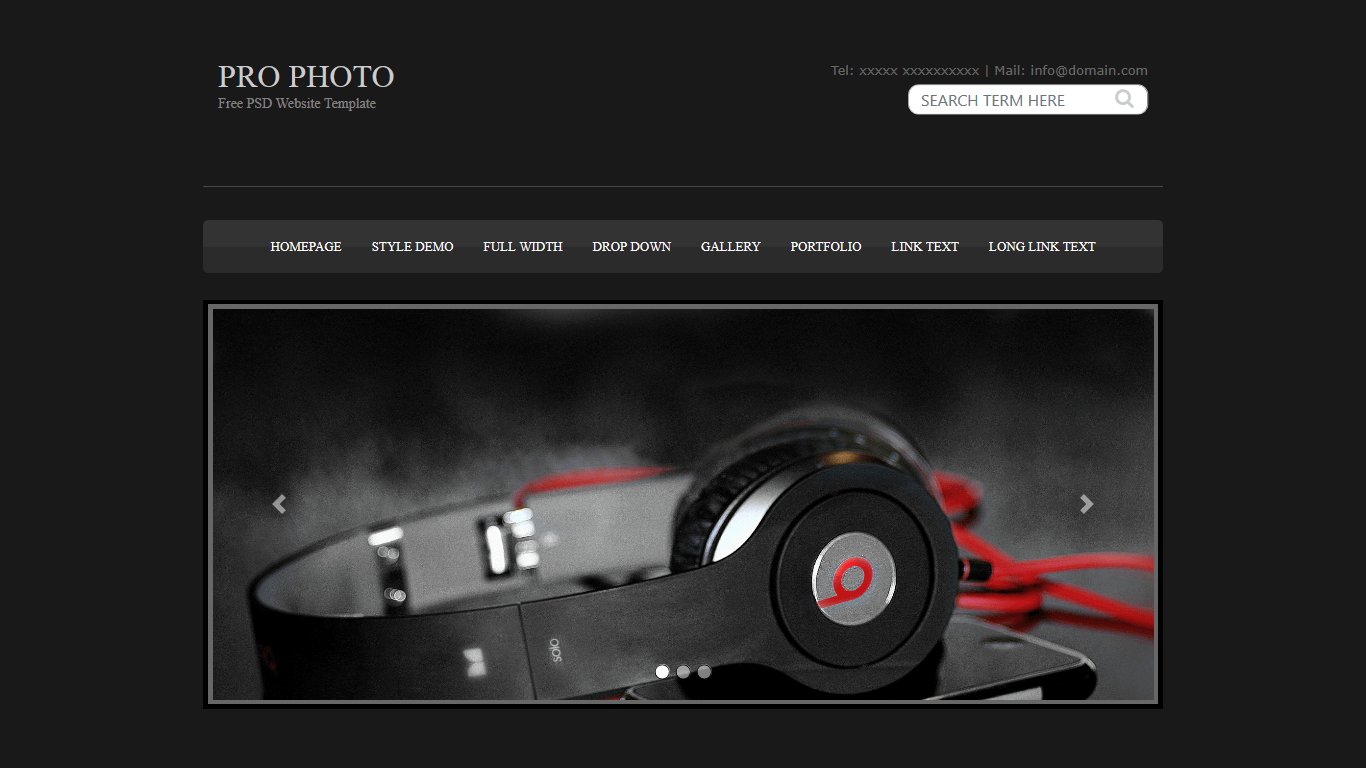 PRO PHOTO
Free PSD Website Template
Tel: xxxxx xxxxxxxxxx | Mail: info@domain.com
SEARCH TERM HERE
HOMEPAGE STYLE DEMO FULL WIDTH DROP DOWN GALLERY PORTFOLIO LINK TEXT LONG LINK TEXT
solo